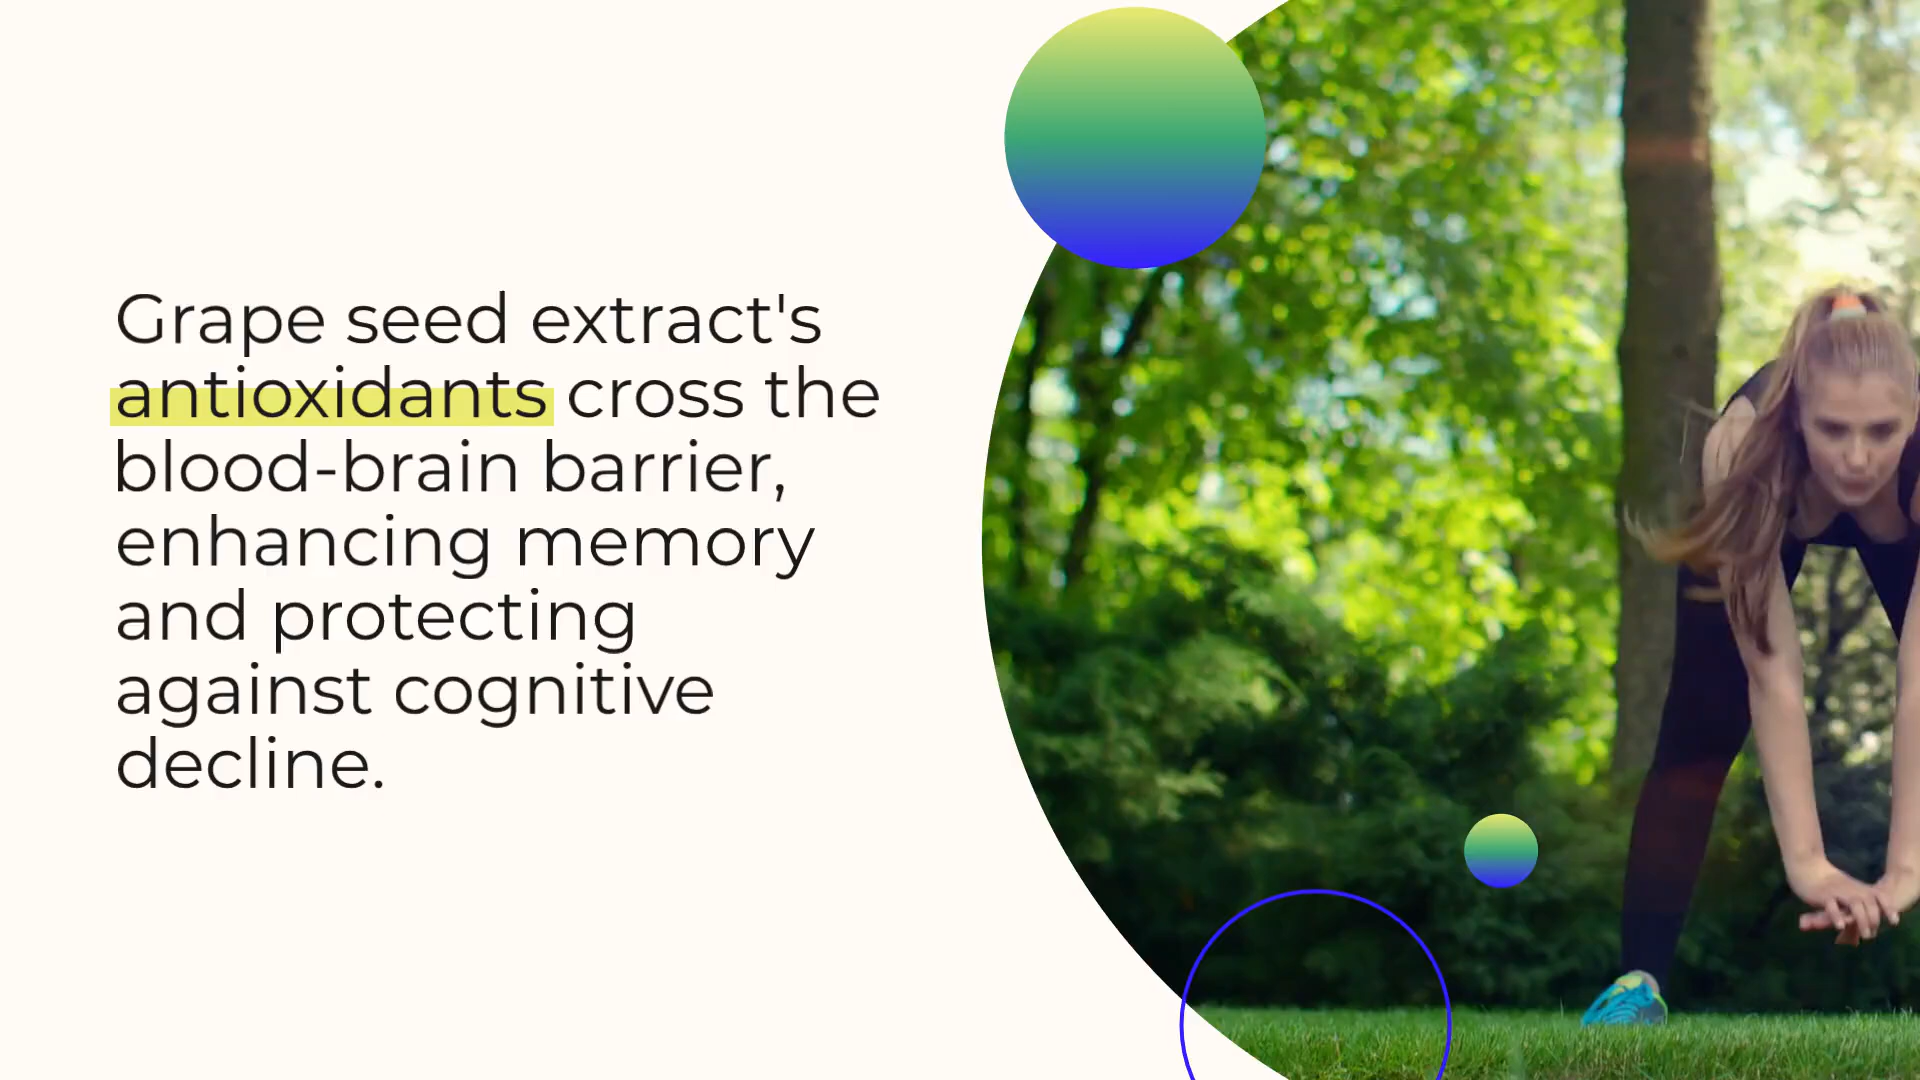 Grape seed extract's
antioxidants cross the
blood-brain barrier,
enhancing memory
and protecting
against cognitive
decline.